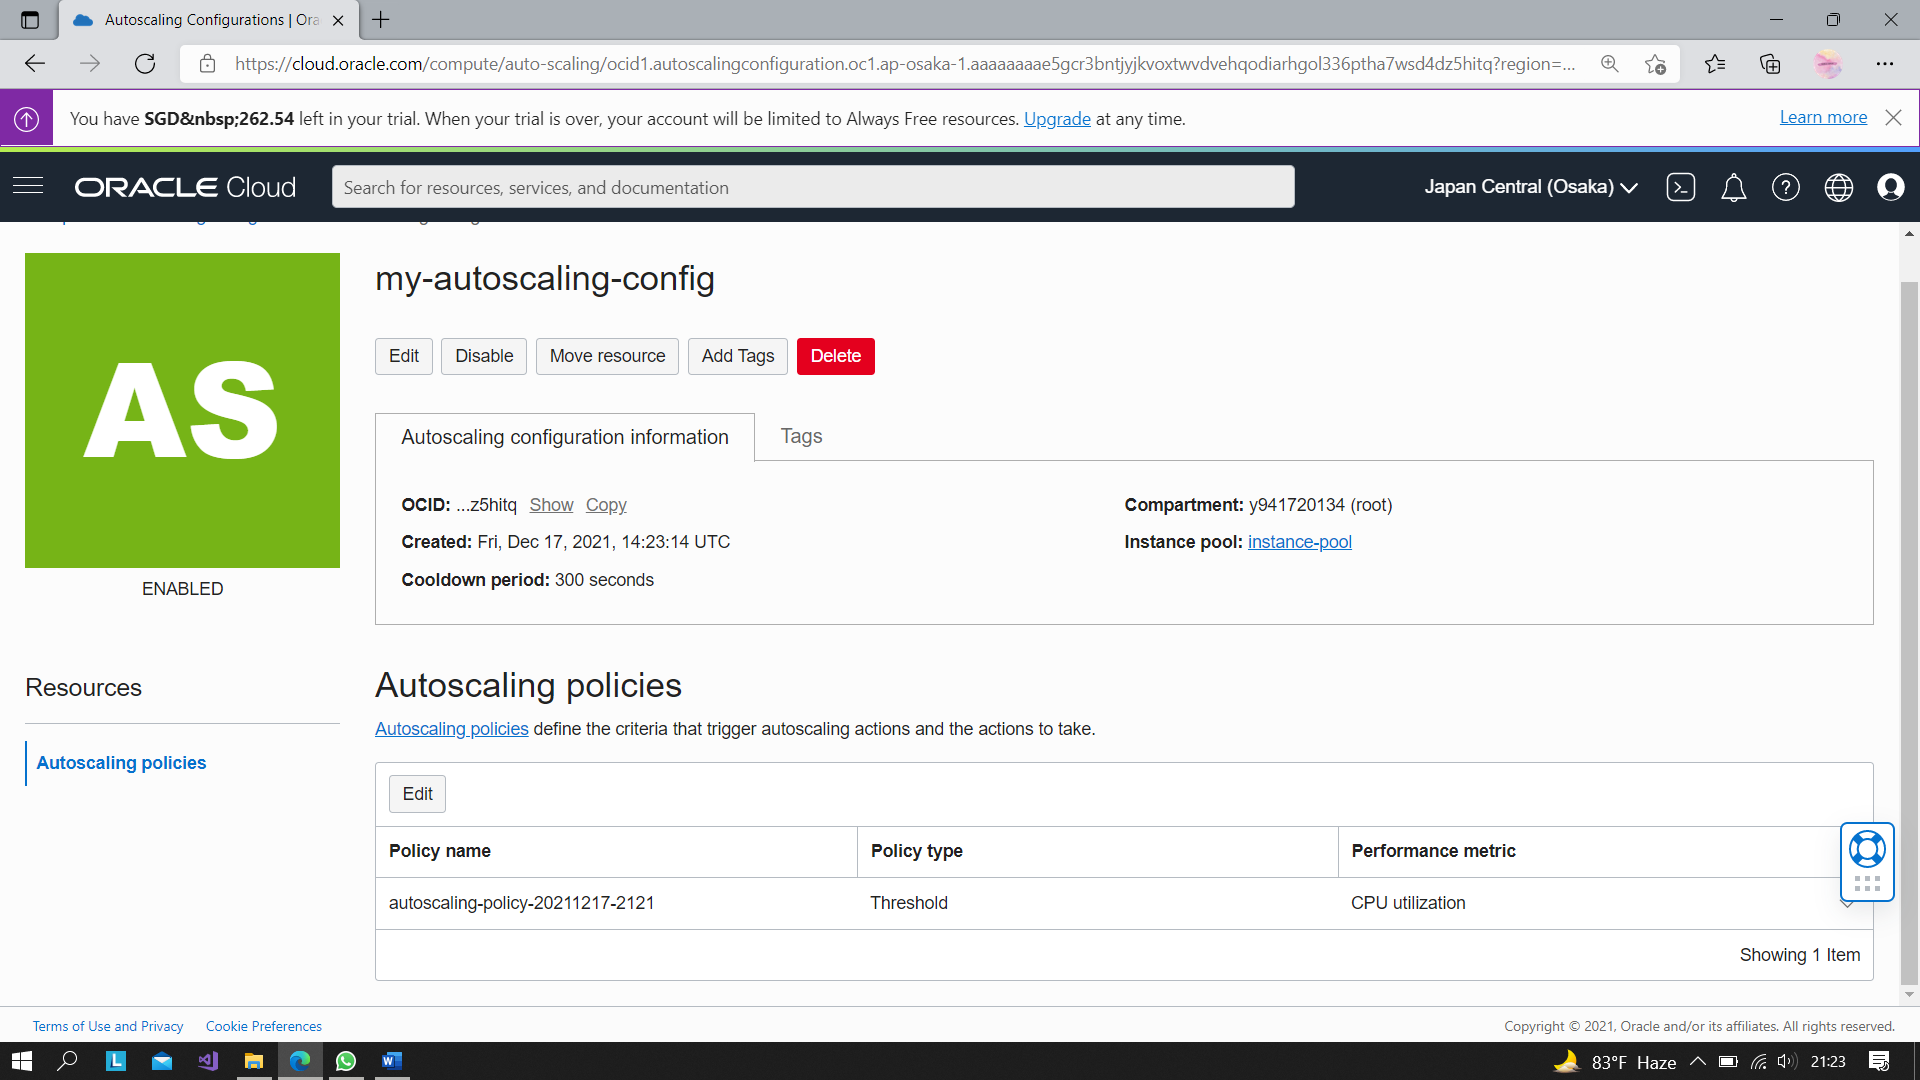 Autoscaling Configurations | Ora
https://cloud.oracle.com/compute/auto-scaling/ocid1.autoscalingconfiguration.oc1.ap-osaka-1.aaaaaaaae5gcr3bntjyjkvoxtwvdvehqodiarhgol336ptha7wsd4dz5hitq?region=...
You have SGD&nbsp;262.54 left in your trial. When your trial is over, your account will be limited to Always Free resources. Upgrade at any time.
Learn more
ORACLE Cloud
Search for resources, services, and documentation
Japan Central (Osaka)
AS
ENABLED
my-autoscaling-config
Edit
Disable
Move resource
Add Tags
Delete
Autoscaling configuration information
Tags
OCID: ...z5hitq Show Copy
Created: Fri, Dec 17, 2021, 14:23:14 UTC
Cooldown period: 300 seconds
Compartment: y941720134 (root)
Instance pool: instance-pool
Resources
Autoscaling policies
Autoscaling policies
Autoscaling policies define the criteria that trigger autoscaling actions and the actions to take.
Edit
Policy name Policy type Performance metric
autoscaling-policy-20211217-2121 Threshold CPU utilization
Showing 1 Item
Terms of Use and Privacy Cookie Preferences
Copyright © 2021, Oracle and/or its affiliates. All rights reserved.
L
W
83°F Haze
21:23